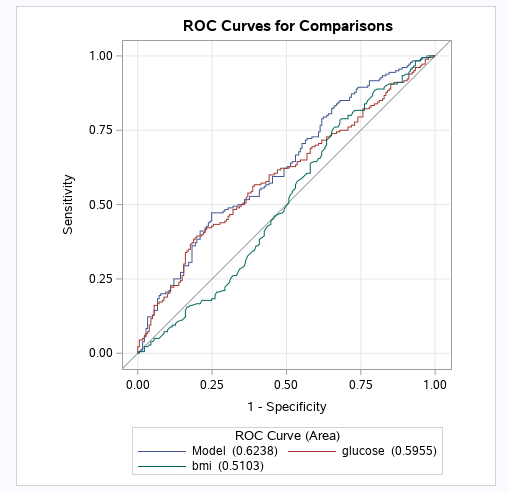 ROC Curves for Comparisons
1.00
0.75
0.50
0.25
0.00
Sensitivity
0.00 0.25 0.50 0.75 1.00
1 - Specificity
ROC Curve (Area)
Model (0.6238) glucose (0.5955)
bmi (0.5103)